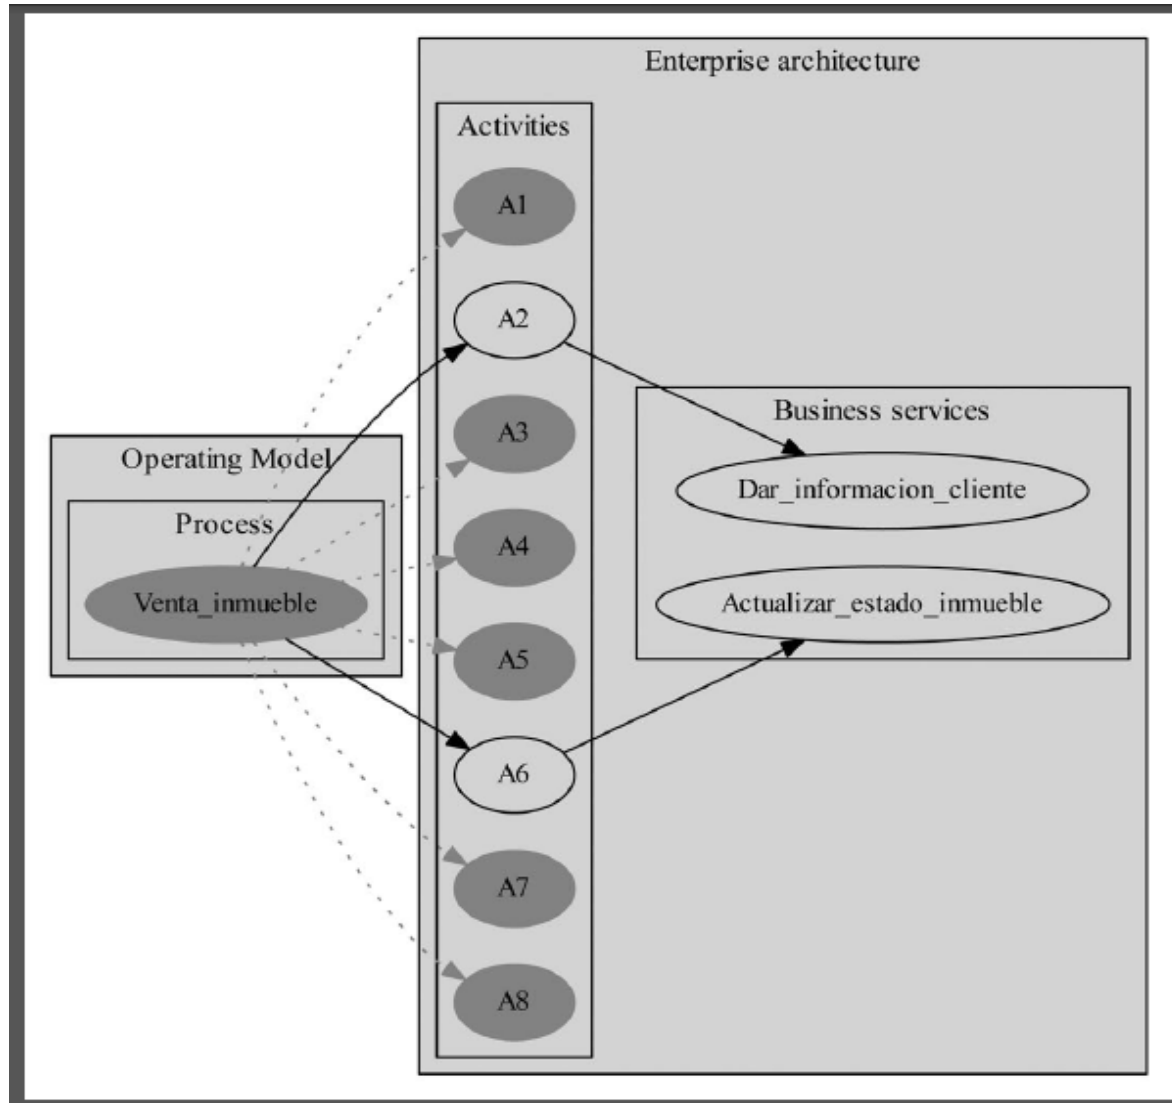 Enterprise architecture
Activities
A1
A2
A3
A4
A5
A6
A7
A8
Operating Model
Process
Venta_inmueble
Business services
Dar_informacion_cliente
Actualizar_estado_inmueble